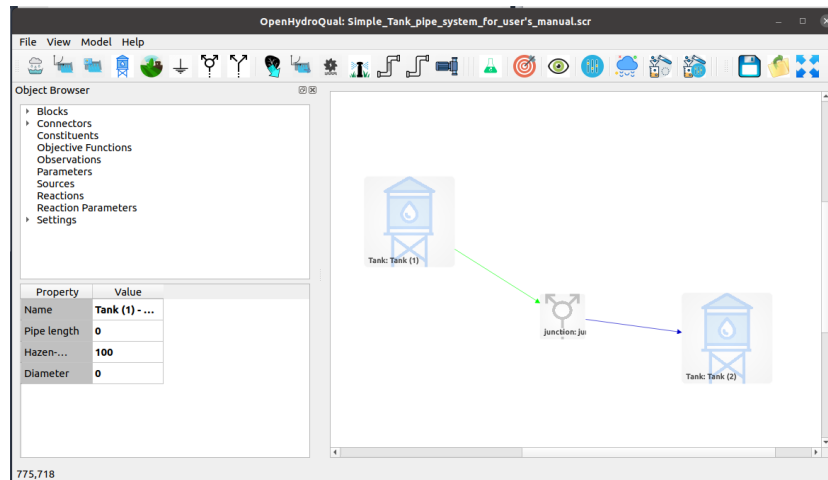 OpenHydroQual: Simple_Tank_pipe_system_for_user's_manual.scr
File View Model Help
Object Browser
Blocks
Connectors
Constituents
Objective Functions
Observations
Parameters
Sources
Reactions
Reaction Parameters
Settings
Property Value
Name Tank (1) - ...
Pipe length 0
Hazen-... 100
Diameter 0
Tank: Tank (1)
junction: ju
Tank: Tank (2)
775,718